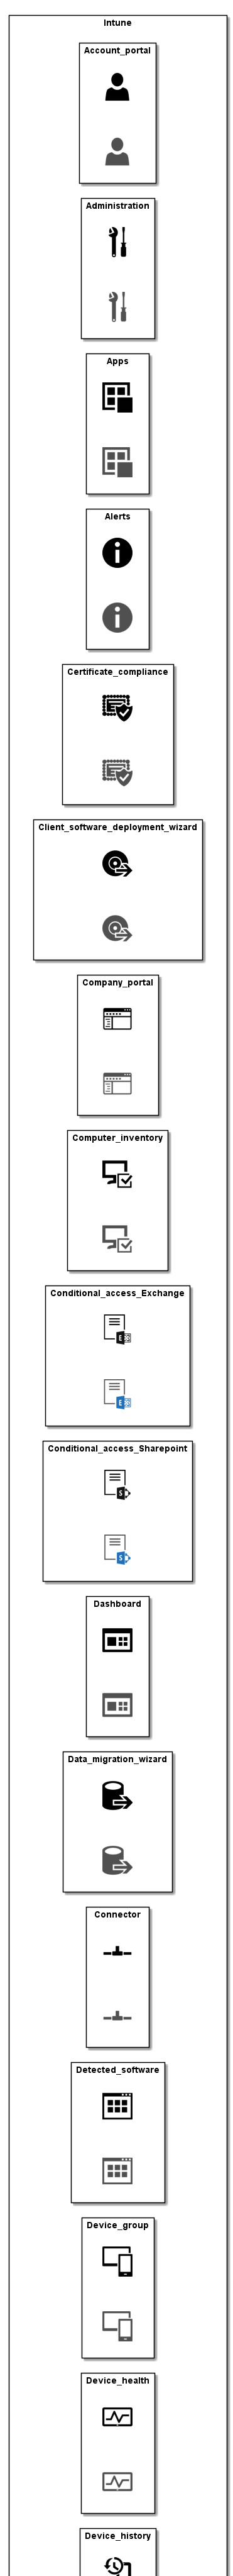 Intune
Account_portal
Administration
Apps
Alerts
Certificate_compliance
Client_software_deployment_wizard
Company_portal
Computer_inventory
Conditional_access_Exchange
E
E
Conditional_access_Sharepoint
S
S
Dashboard
Data_migration_wizard
Connector
Detected_software
Device_group
Device_health
Device_history